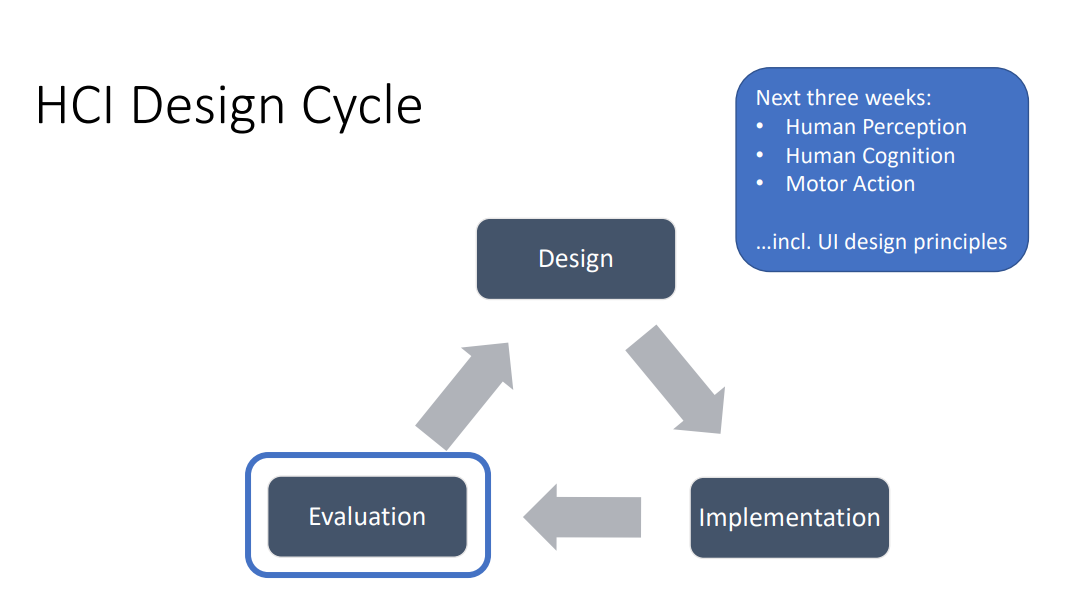 HCI Design Cycle
Next three weeks:
• Human Perception
• Human Cognition
• Motor Action
…incl. UI design principles
Design
Evaluation
Implementation